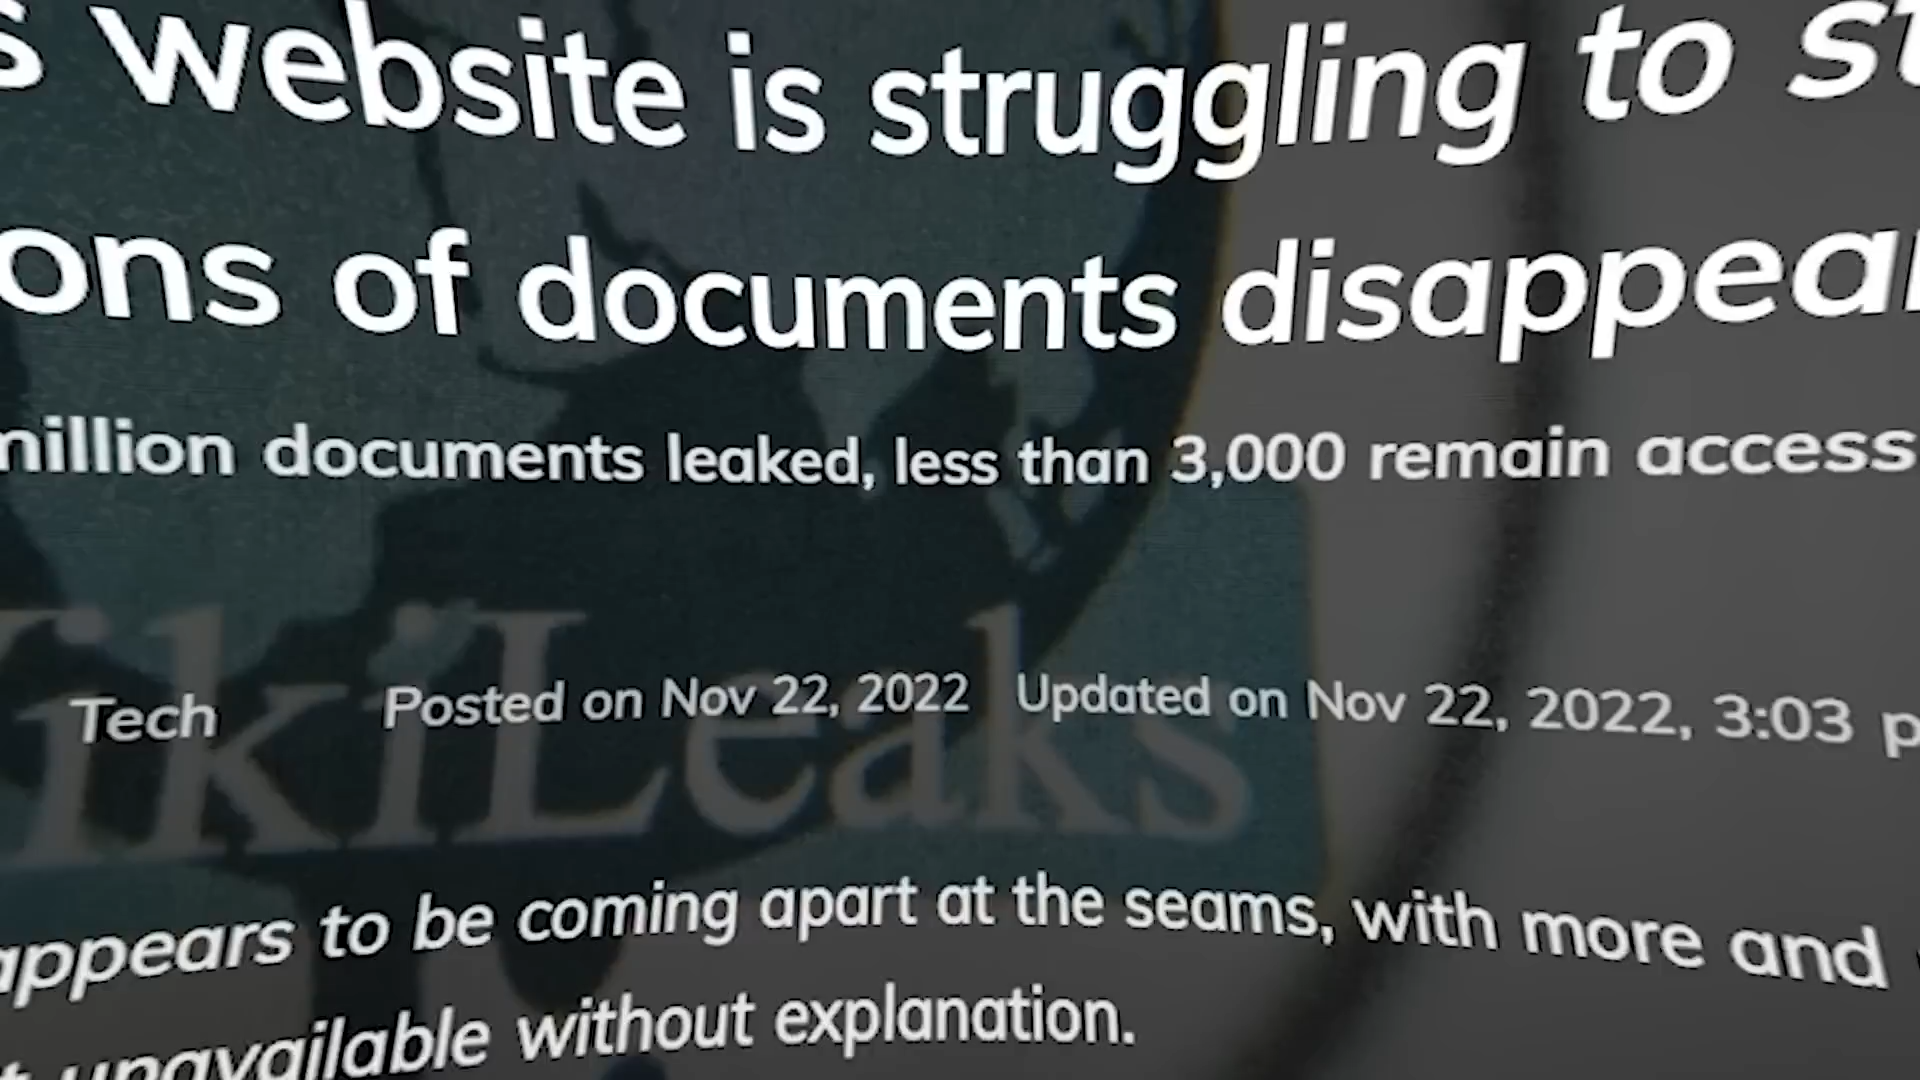 s website is struggling to st
ons of documents disappear
million documents leaked, less than 3,000 remain access
Tech Posted on Nov 22, 2022 Updated on Nov 22, 2022, 3:03 p
ikiLeaks
appears to be coming apart at the seams, with more and
t unavailable without explanation.